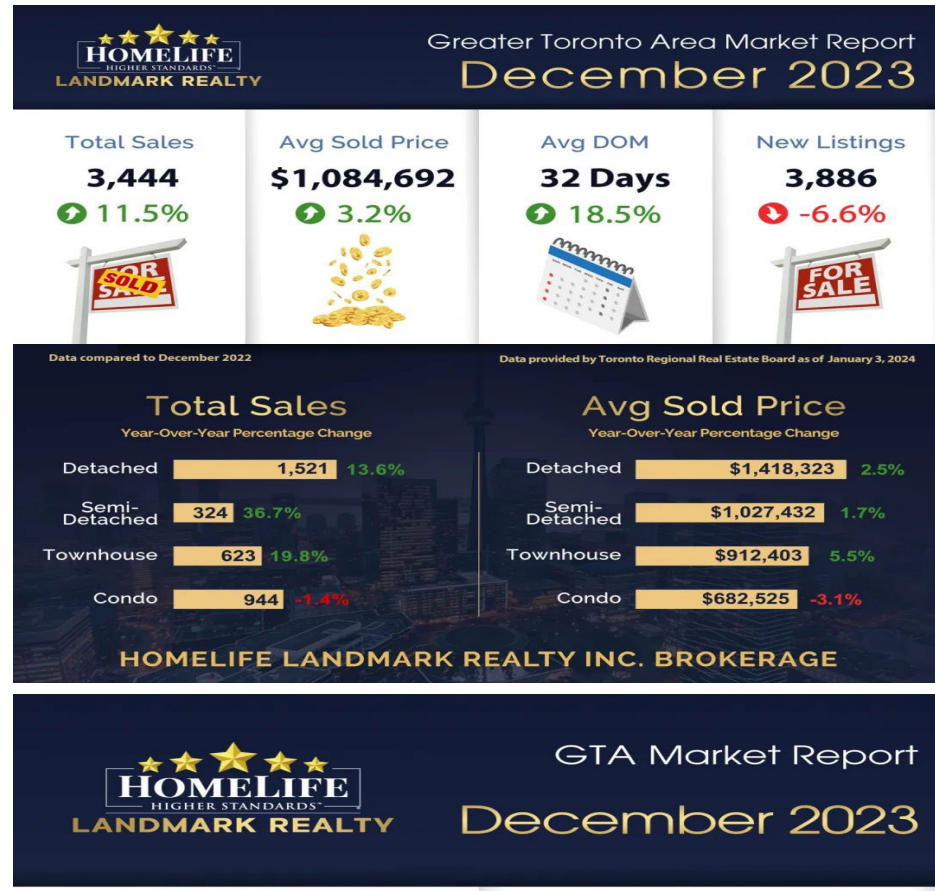 HOMELIFE
HIGHER STANDARDS™
LANDMARK REALTY
Greater Toronto Area Market Report
December 2023
Total Sales
3,444
11.5%
FOR
SALE
SOLD
Avg Sold Price
$1,084,692
3.2%
Avg DOM
32 Days
18.5%
New Listings
3,886
-6.6%
FOR
SALE
Data compared to December 2022
Data provided by Toronto Regional Real Estate Board as of January 3, 2024
Total Sales
Year-Over-Year Percentage Change
Detached 1,521 13.6%
Semi-
Detached 324 36.7%
Townhouse 623 19.8%
Condo 944 -1.4%
Avg Sold Price
Year-Over-Year Percentage Change
Detached $1,418,323 2.5%
Semi-
Detached $1,027,432 1.7%
Townhouse $912,403 5.5%
Condo $682,525 -3.1%
HOMELIFE LANDMARK REALTY INC. BROKERAGE
HOMELIFE
HIGHER STANDARDS™
LANDMARK REALTY
GTA Market Report
December 2023